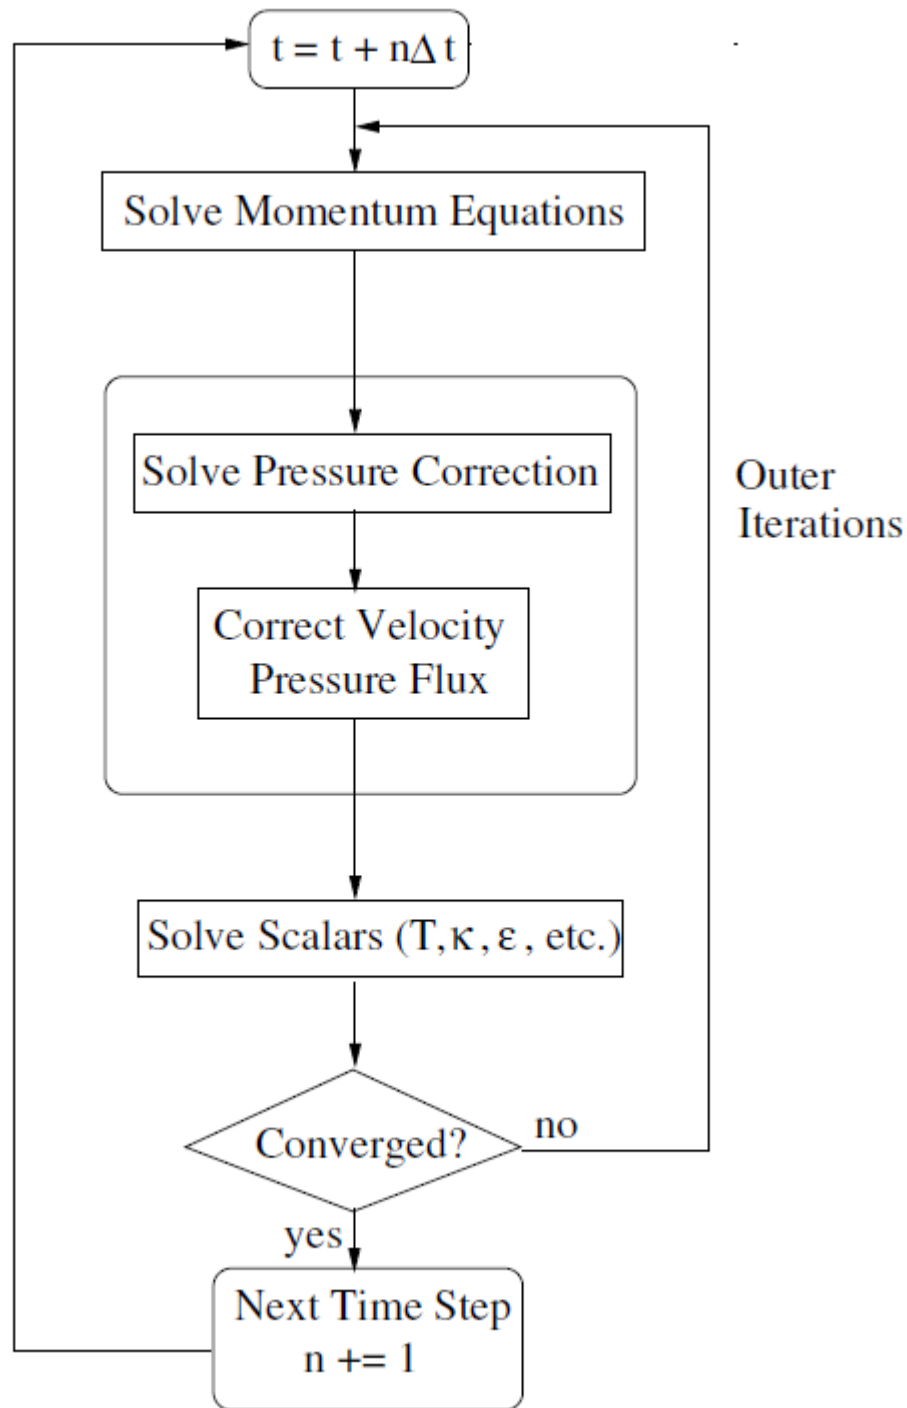 t = t + nΔt
Solve Momentum Equations
Solve Pressure Correction
Outer
Iterations
Correct Velocity
Pressure Flux
Solve Scalars (T,κ,ε, etc.)
Converged?
no
yes
Next Time Step
n += 1